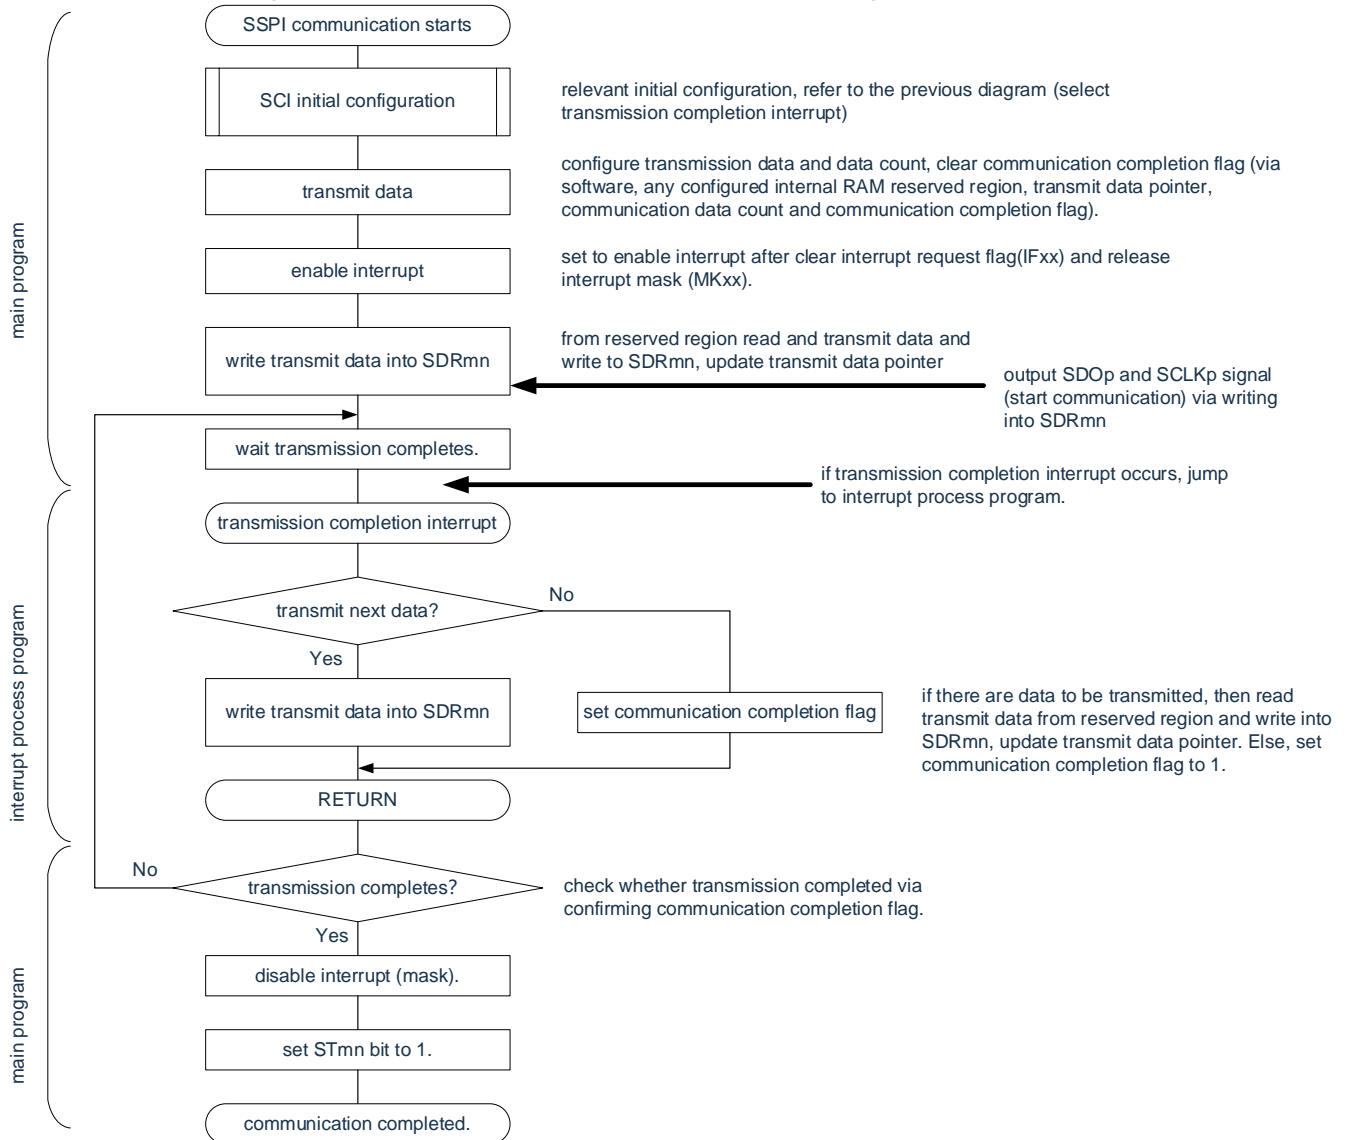 SSPI communication starts
SCI initial configuration
relevant initial configuration, refer to the previous diagram (select
transmission completion interrupt)
transmit data
configure transmission data and data count, clear communication completion flag (via
software, any configured internal RAM reserved region, transmit data pointer,
communication data count and communication completion flag).
main program
enable interrupt
set to enable interrupt after clear interrupt request flag(IFxx) and release
interrupt mask (MKxx).
write transmit data into SDRmn
from reserved region read and transmit data and
write to SDRmn, update transmit data pointer
output SDOp and SCLKp signal
(start communication) via writing
into SDRmn
wait transmission completes.
if transmission completion interrupt occurs, jump
to interrupt process program.
transmission completion interrupt
interrupt process program
transmit next data?
No
Yes
write transmit data into SDRmn
set communication completion flag
if there are data to be transmitted, then read
transmit data from reserved region and write into
SDRmn, update transmit data pointer. Else, set
communication completion flag to 1.
RETURN
No
transmission completes?
check whether transmission completed via
confirming communication completion flag.
Yes
main program
disable interrupt (mask).
set STmn bit to 1.
communication completed.